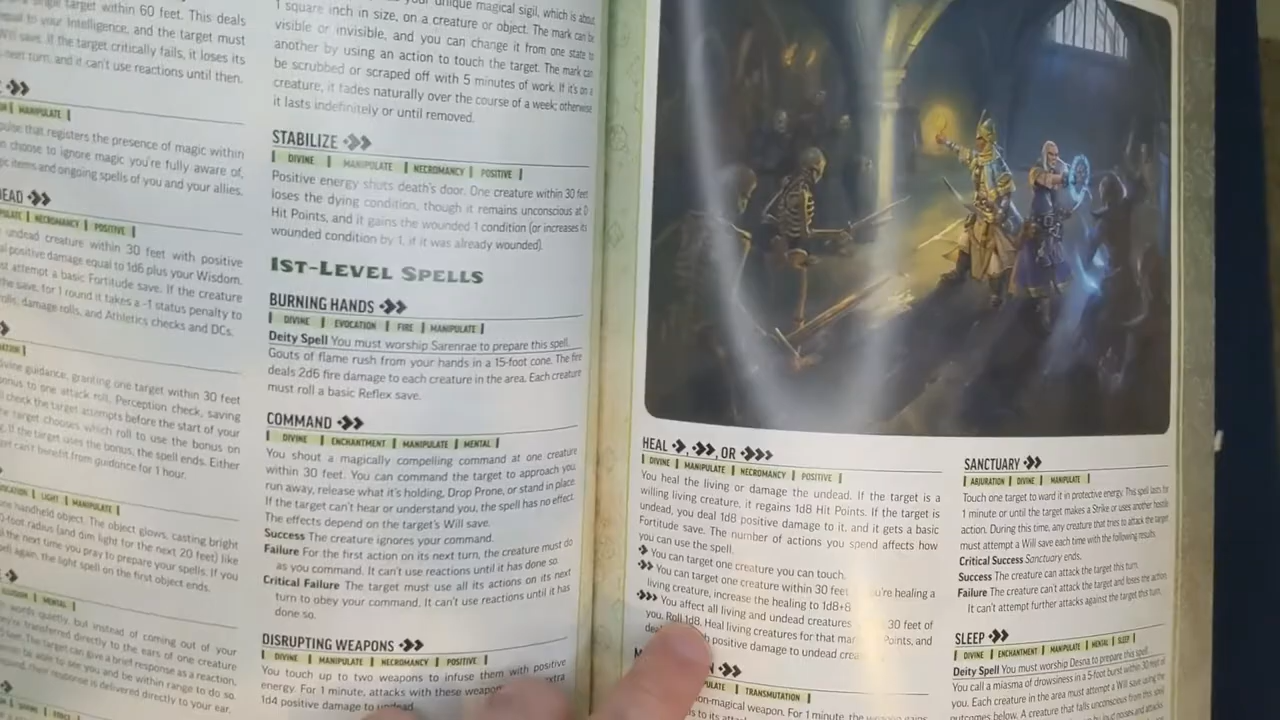 target within 60 feet. This deals
to your Intelligence, and the target must
Will save. If the target critically fails, it loses its
next turn, and it can't use reactions until then.
MANIPULATE
that registers the presence of magic within
choose to ignore magic you're fully aware of,
items and ongoing spells of you and your allies.
NECROMANCY POSITIVE
undead creature within 30 feet with positive
positive damage equal to 1d6 plus your Wisdom.
attempt a basic Fortitude save. If the creature
the save, for 1 round it takes a -1 status penalty to
rolls, damage rolls, and Athletics checks and DCs.
divine guidance, granting one target within 30 feet
bonus to one attack roll, Perception check, saving
check the target attempts before the start of your
the target chooses which roll to use the bonus on
If the target uses the bonus, the spell ends. Either
can't benefit from guidance for 1 hour.
LIGHT MANIPULATE
handheld object. The object glows, casting bright
radius (and dim light for the next 20 feet) like
the next time you pray to prepare your spells. If you
again, the light spell on the first object ends.
MENTAL
words quietly, but instead of coming out of your
transferred directly to the ears of one creature
The target can give a brief response as a reaction,
be able to see you and be within range to do so.
response is delivered directly to your ear.
unique magical sigil, which is about
1 square inch in size, on a creature or object. The mark can be
visible or invisible, and you can change it from one state to
another by using an action to touch the target. The mark can
be scrubbed or scraped off with 5 minutes of work. If it's on a
creature, it fades naturally over the course of a week; otherwise
it lasts indefinitely or until removed.
STABILIZE
DIVINE MANIPULATE NECROMANCY POSITIVE
Positive energy shuts death's door. One creature within 30 feet
loses the dying condition, though it remains unconscious at 0
Hit Points, and it gains the wounded 1 condition (or increases its
wounded condition by 1, if it was already wounded).
1ST-LEVEL SPELLS
BURNING HANDS
DIVINE EVOCATION FIRE MANIPULATE
Deity Spell You must worship Sarenrae to prepare this spell.
Gouts of flame rush from your hands in a 15-foot cone. The fire
deals 2d6 fire damage to each creature in the area. Each creature
must roll a basic Reflex save.
COMMAND
DIVINE ENCHANTMENT MANIPULATE MENTAL
You shout a magically compelling command at one creature
within 30 feet. You can command the target to approach you,
run away, release what it's holding, Drop Prone, or stand in place.
If the target can't hear or understand you, the spell has no effect.
The effects depend on the target's Will save.
Success The creature ignores your command.
Failure For the first action on its next turn, the creature must do
as you command. It can't use reactions until it has done so.
Critical Failure The target must use all its actions on its next
turn to obey your command. It can't use reactions until it has
done so.
DISRUPTING WEAPONS
DIVINE MANIPULATE NECROMANCY POSITIVE
You touch up to two weapons to infuse them with positive
energy. For 1 minute, attacks with these weapon extra
1d4 positive damage to undead.
HEAL , , OR
DIVINE MANIPULATE NECROMANCY POSITIVE
You heal the living or damage the undead. If the target is a
willing living creature, it regains 1d8 Hit Points. If the target is
undead, you deal 1d8 positive damage to it, and it gets a basic
Fortitude save. The number of actions you spend affects how
you can use the spell.
You can target one creature you can touch.
You can target one creature within 30 feet you're healing a
living creature, increase the healing to 1d8+8
You affect all living and undead creatures 30 feet of
you. Roll 1d8. Heal living creatures for that Points, and
positive damage to undead
TRANSMUTATION
magical weapon. For 1 minute
SANCTUARY
ABJURATION DIVINE MANIPULATE
Touch one target to ward it in protective energy. This spell lasts for
1 minute or until the target makes a Strike or uses another hostile
action. During this time, any creature that tries to attack the target
must attempt a Will save each time with the following results.
Critical Success Sanctuary ends.
Success The creature can attack the target this turn.
Failure The creature can't attack the target and loses the action.
It can't attempt further attacks against the target this turn.
SLEEP
DIVINE ENCHANTMENT MANIPULATE MENTAL SLEEP
Deity Spell You must worship Desna to prepare this spell.
You call a miasma of drowsiness in a 5-foot burst within 30 feet of
you. Each creature in the area must attempt a Will save using the
outcomes below. A creature that falls unconscious from this spell